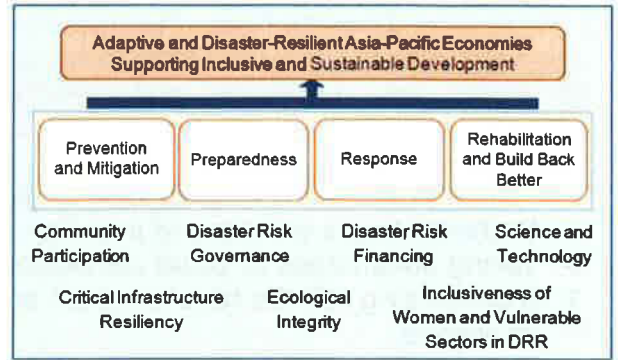 Adaptive and Disaster-Resilient Asia-Pacific Economies
Supporting Inclusive and Sustainable Development
Prevention
and Mitigation
Preparedness
Response
Rehabilitation
and Build Back
Better
Community
Participation
Disaster Risk
Governance
Disaster Risk
Financing
Science and
Technology
Critical Infrastructure
Resiliency
Ecological
Integrity
Inclusiveness of
Women and Vulnerable
Sectors in DRR